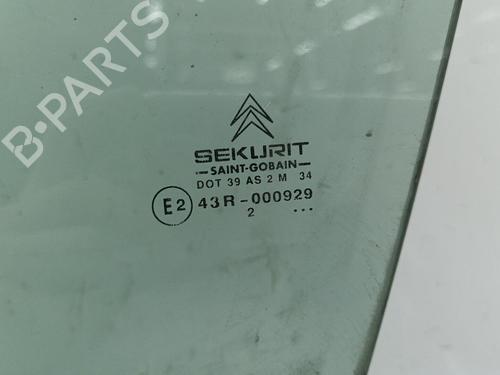 B-PARTS
SEKURIT
SAINT-GOBAIN
DOT 39 AS 2 M 34
E2 43R-000929
2 ...